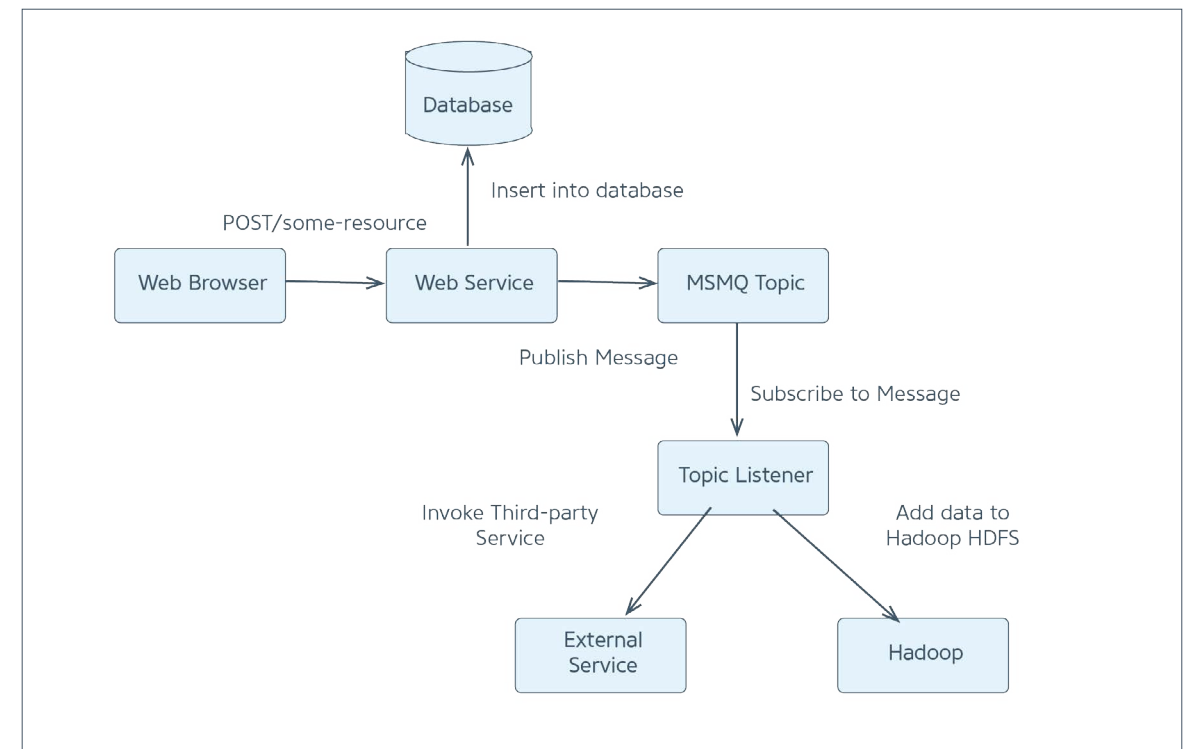 Database
Insert into database
POST/some-resource
Web Browser
Web Service
MSMQ Topic
Publish Message
Subscribe to Message
Topic Listener
Invoke Third-party
Service
Add data to
Hadoop HDFS
External
Service
Hadoop